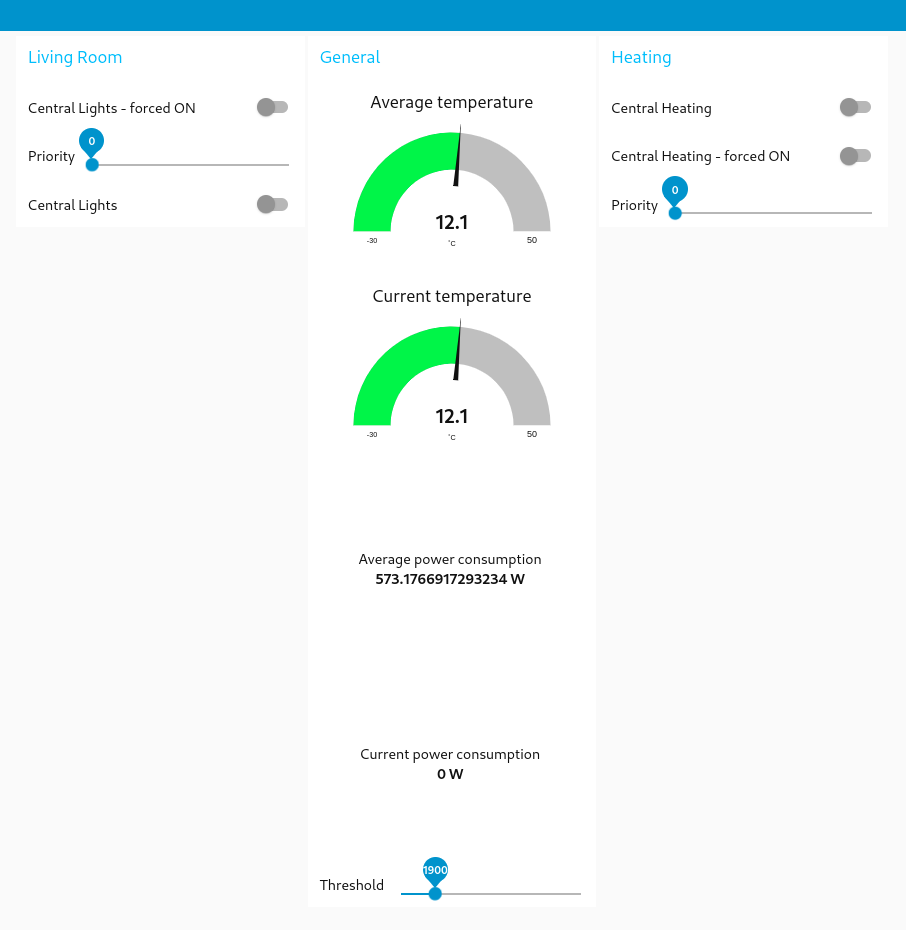 Living Room
Central Lights - forced ON
0
Priority
Central Lights
General
Average temperature
12.1
-30
°C
50
Current temperature
12.1
-30
°C
50
Average power consumption
573.1766917293234 W
Current power consumption
0 W
1900
Threshold
Heating
Central Heating
Central Heating - forced ON
0
Priority